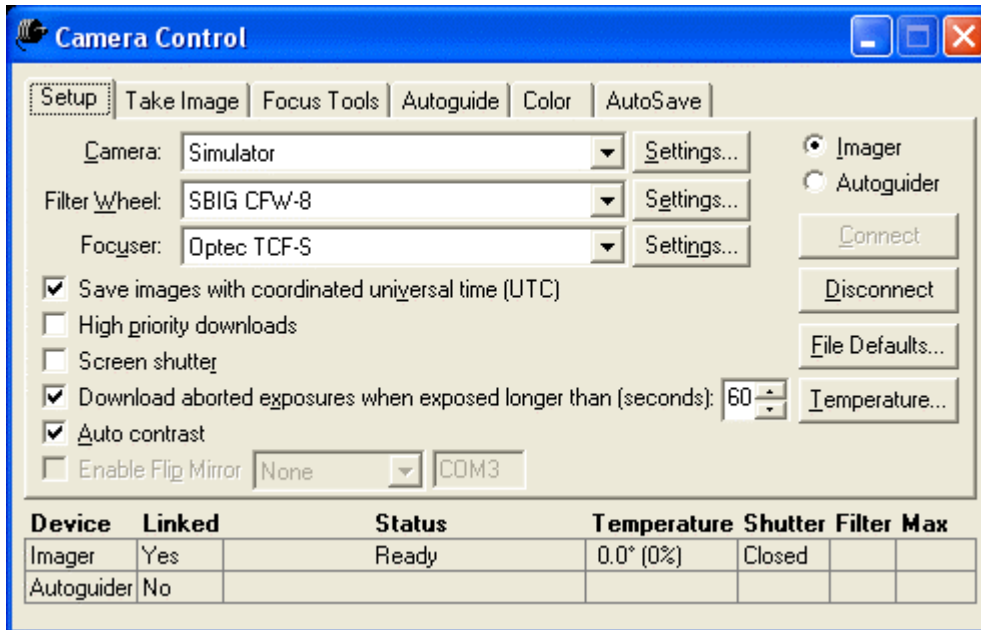 Camera Control
Setup Take Image Focus Tools Autoguide Color AutoSave
Camera: Simulator Settings... Imager
Autoguider
Filter Wheel: SBIG CFW-8 Settings...
Connect
Focuser: Optec TCF-S Settings...
Save images with coordinated universal time (UTC) Disconnect
High priority downloads
File Defaults...
Screen shutter
Download aborted exposures when exposed longer than (seconds): 60 Temperature...
Auto contrast
Enable Flip Mirror None COM3
Device Linked Status Temperature Shutter Filter Max
Imager Yes Ready 0.0° (0%) Closed
Autoguider No